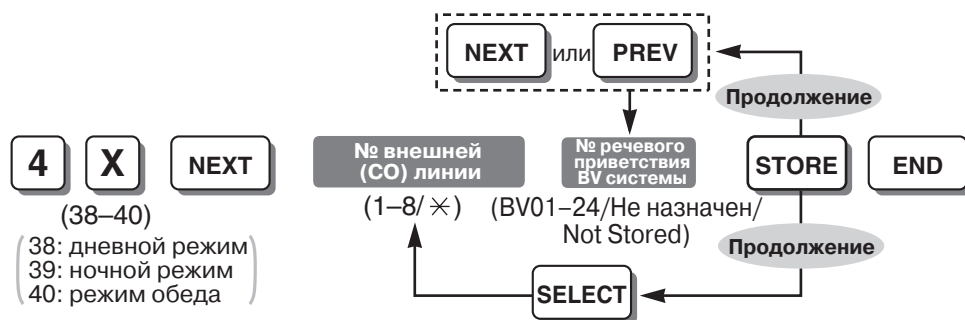 NEXT или PREV
Продолжение
4 X NEXT
№ внешней
(CO) линии
№ речевого
приветствия
BV системы
STORE END
(38–40)
(1–8/ ✳)
(BV01–24/Не назначен/
Not Stored)
38: дневной режим
39: ночной режим
40: режим обеда
Продолжение
SELECT